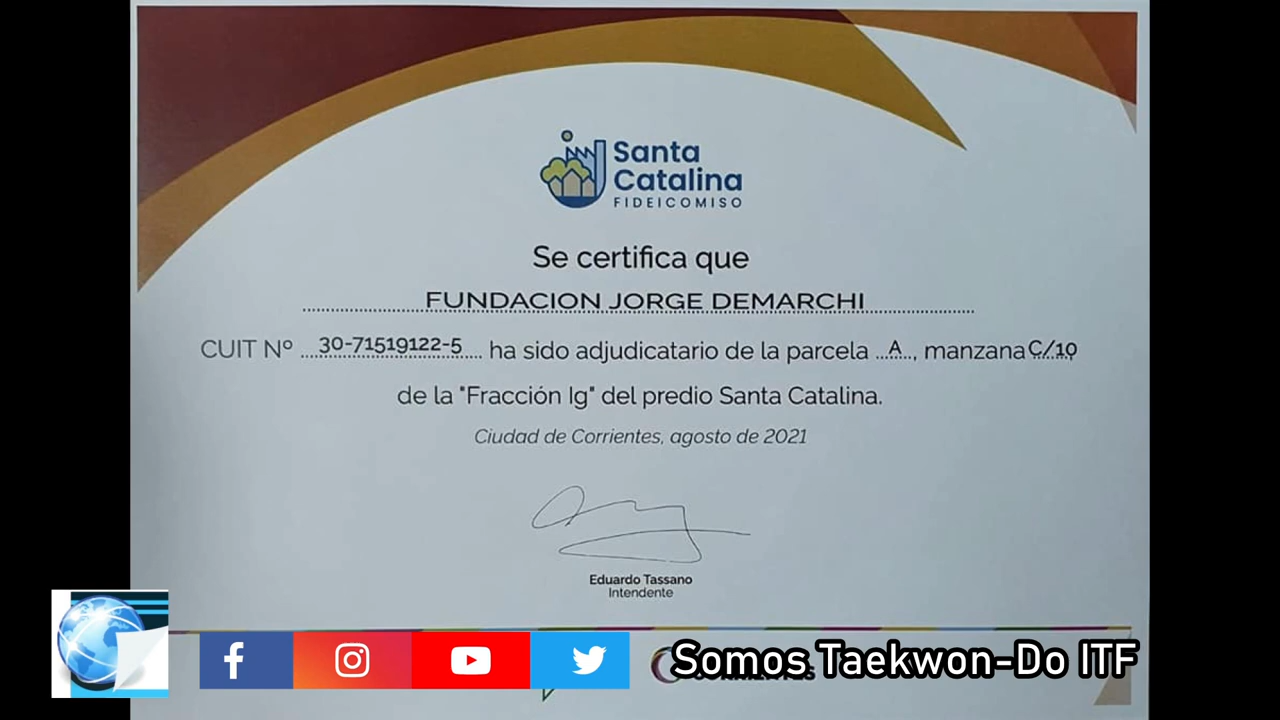 Santa
Catalina
FIDEICOMISO
Se certifica que
FUNDACION JORGE DEMARCHI
CUIT Nº 30-71519122-5 ha sido adjudicatario de la parcela A, manzana C/10
de la "Fracción Ig" del predio Santa Catalina.
Ciudad de Corrientes, agosto de 2021
Eduardo Tassano
Intendente
Somos Taekwon-Do ITF